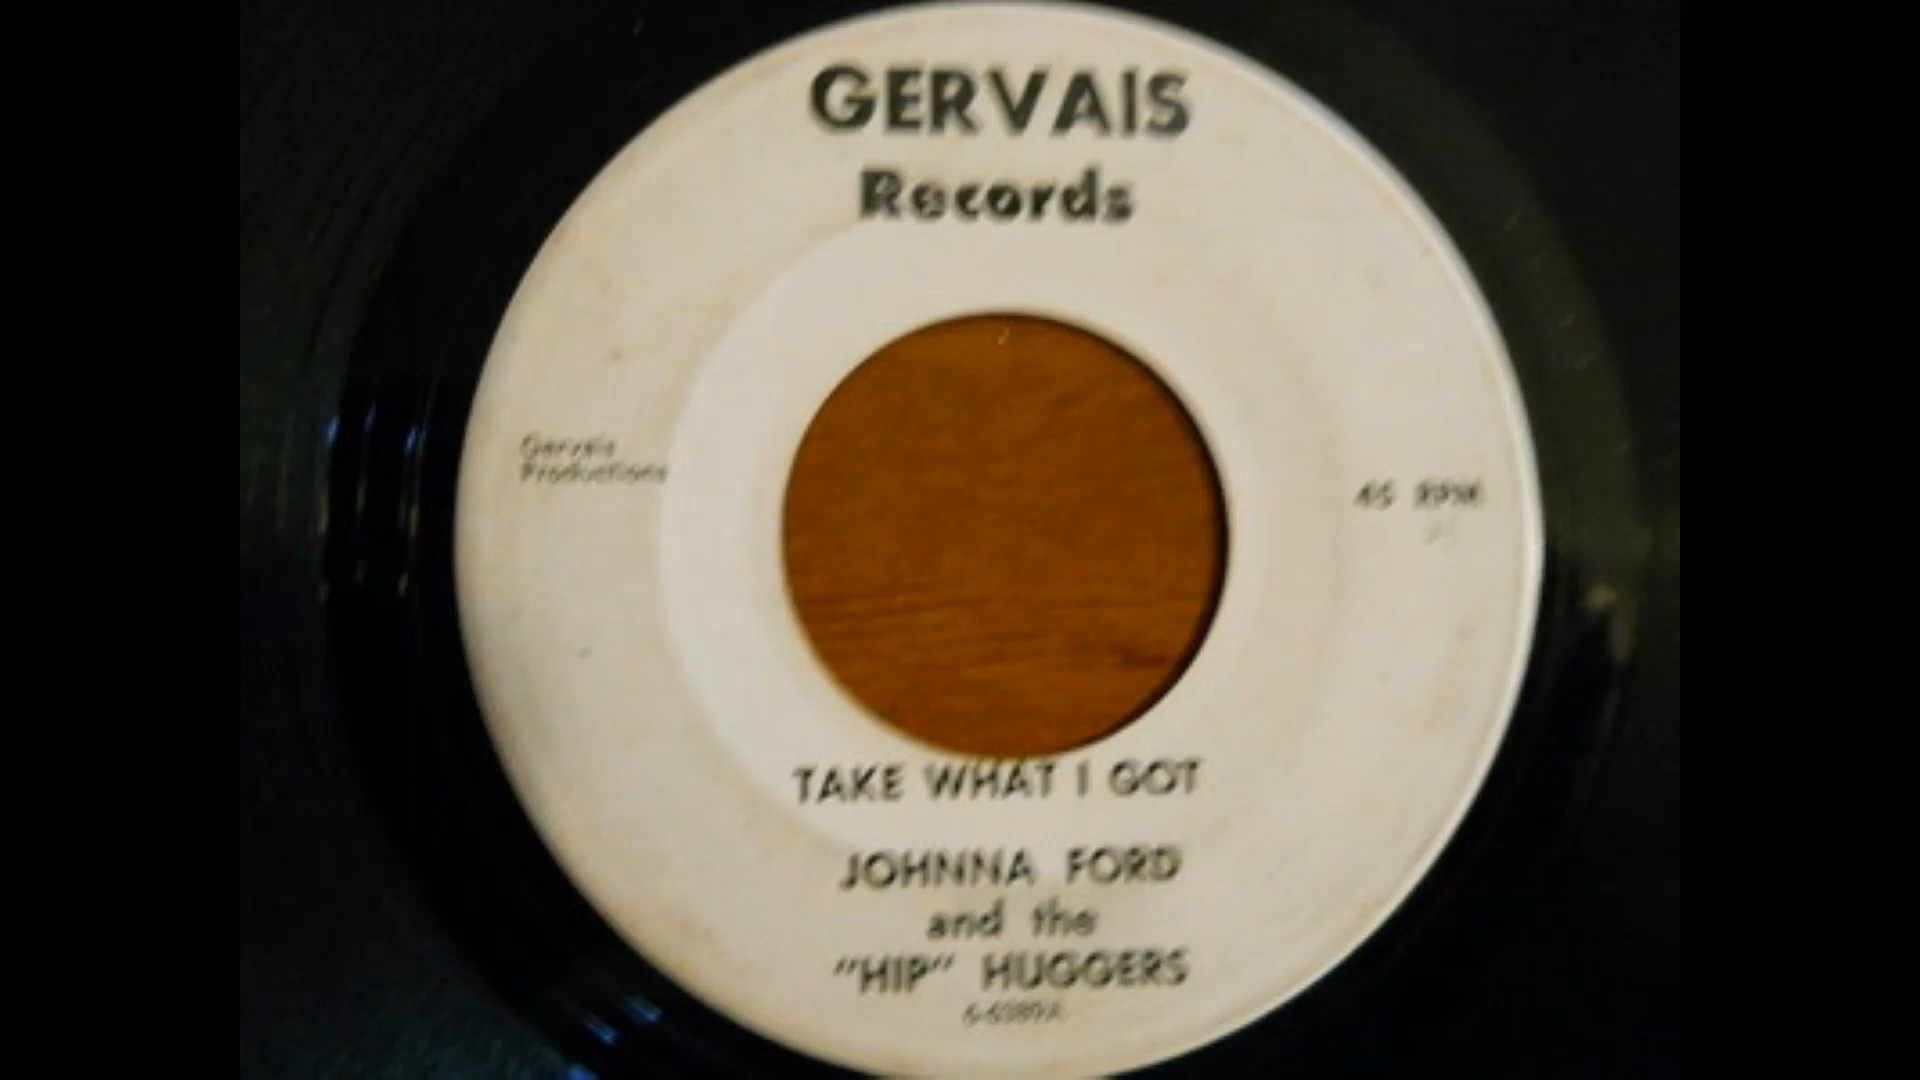 GERVAIS
Records
Gervais
Productions
45 RPM
TAKE WHAT I GOT
JOHNNA FORD
and the
"HIP" HUGGERS